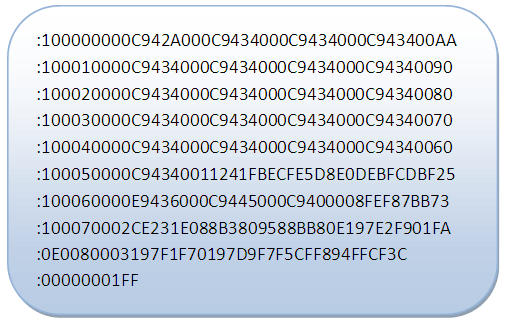 :100000000C942A000C9434000C9434000C943400AA
:100010000C9434000C9434000C9434000C94340090
:100020000C9434000C9434000C9434000C94340080
:100030000C9434000C9434000C9434000C94340070
:100040000C9434000C9434000C9434000C94340060
:100050000C94340011241FBECFE5D8E0DEBFCDBF25
:100060000E9436000C9445000C9400008FEF87BB73
:100070002CE231E088B3809588BB80E197E2F901FA
:0E0080003197F1F70197D9F7F5CFF894FFCF3C
:00000001FF